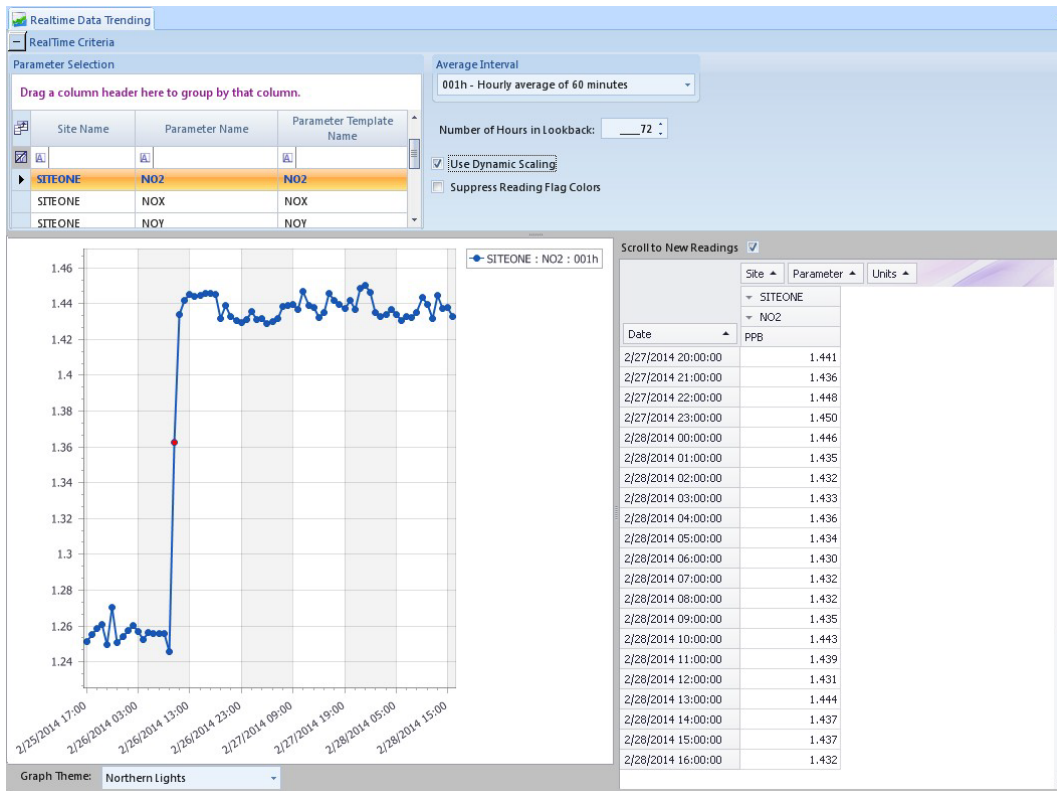 Realtime Data Trending
RealTime Criteria
Parameter Selection
Drag a column header here to group by that column.
Site Name Parameter Name Parameter Template
Name
SITEONE NO2 NO2
SITEONE NOX NOX
SITEONE NOY NOY
Average Interval
001h - Hourly average of 60 minutes
Number of Hours in Lookback: ___72
Use Dynamic Scaling
Suppress Reading Flag Colors
SITEONE : NO2 : 001h
1.46
1.44
1.42
1.4
1.38
1.36
1.34
1.32
1.3
1.28
1.26
1.24
2/25/2014 17:00
2/26/2014 03:00
2/26/2014 13:00
2/26/2014 23:00
2/27/2014 09:00
2/27/2014 19:00
2/28/2014 05:00
2/28/2014 15:00
Graph Theme: Northern Lights
Scroll to New Readings
Site Parameter Units
SITEONE
NO2
Date PPB
2/27/2014 20:00:00 1.441
2/27/2014 21:00:00 1.436
2/27/2014 22:00:00 1.448
2/27/2014 23:00:00 1.450
2/28/2014 00:00:00 1.446
2/28/2014 01:00:00 1.435
2/28/2014 02:00:00 1.432
2/28/2014 03:00:00 1.433
2/28/2014 04:00:00 1.436
2/28/2014 05:00:00 1.434
2/28/2014 06:00:00 1.430
2/28/2014 07:00:00 1.432
2/28/2014 08:00:00 1.432
2/28/2014 09:00:00 1.435
2/28/2014 10:00:00 1.443
2/28/2014 11:00:00 1.439
2/28/2014 12:00:00 1.431
2/28/2014 13:00:00 1.444
2/28/2014 14:00:00 1.437
2/28/2014 15:00:00 1.437
2/28/2014 16:00:00 1.432